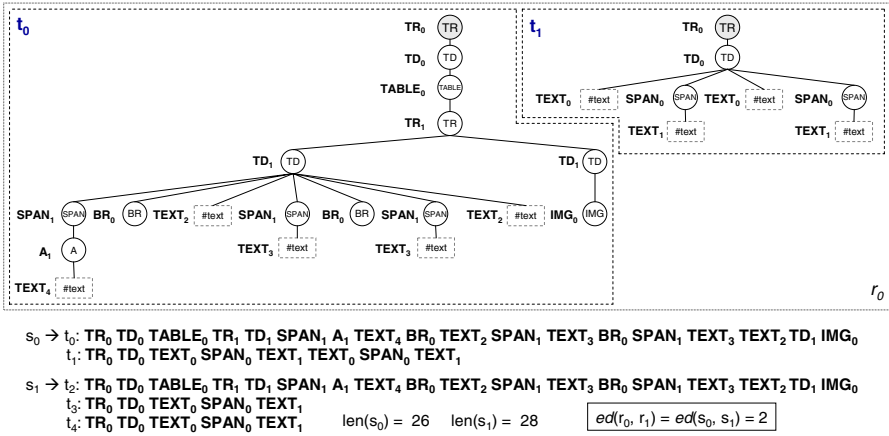 t0 TR0 TR t1 TR0 TR
TD0 TD TD0 TD
TABLE0 TABLE TEXT0 #text SPAN0 SPAN TEXT0 #text SPAN0 SPAN
TR1 TR TEXT1 #text TEXT1 #text
TD1 TD TD1 TD
SPAN1 SPAN BR0 BR TEXT2 #text SPAN1 SPAN BR0 BR SPAN1 SPAN TEXT2 #text IMG0 IMG
A1 A TEXT3 #text TEXT3 #text
TEXT4 #text r0
s0 → t0: TR0 TD0 TABLE0 TR1 TD1 SPAN1 A1 TEXT4 BR0 TEXT2 SPAN1 TEXT3 BR0 SPAN1 TEXT3 TEXT2 TD1 IMG0
t1: TR0 TD0 TEXT0 SPAN0 TEXT1 TEXT0 SPAN0 TEXT1
s1 → t2: TR0 TD0 TABLE0 TR1 TD1 SPAN1 A1 TEXT4 BR0 TEXT2 SPAN1 TEXT3 BR0 SPAN1 TEXT3 TEXT2 TD1 IMG0
t3: TR0 TD0 TEXT0 SPAN0 TEXT1
t4: TR0 TD0 TEXT0 SPAN0 TEXT1 len(s0) = 26 len(s1) = 28 ed(r0, r1) = ed(s0, s1) = 2